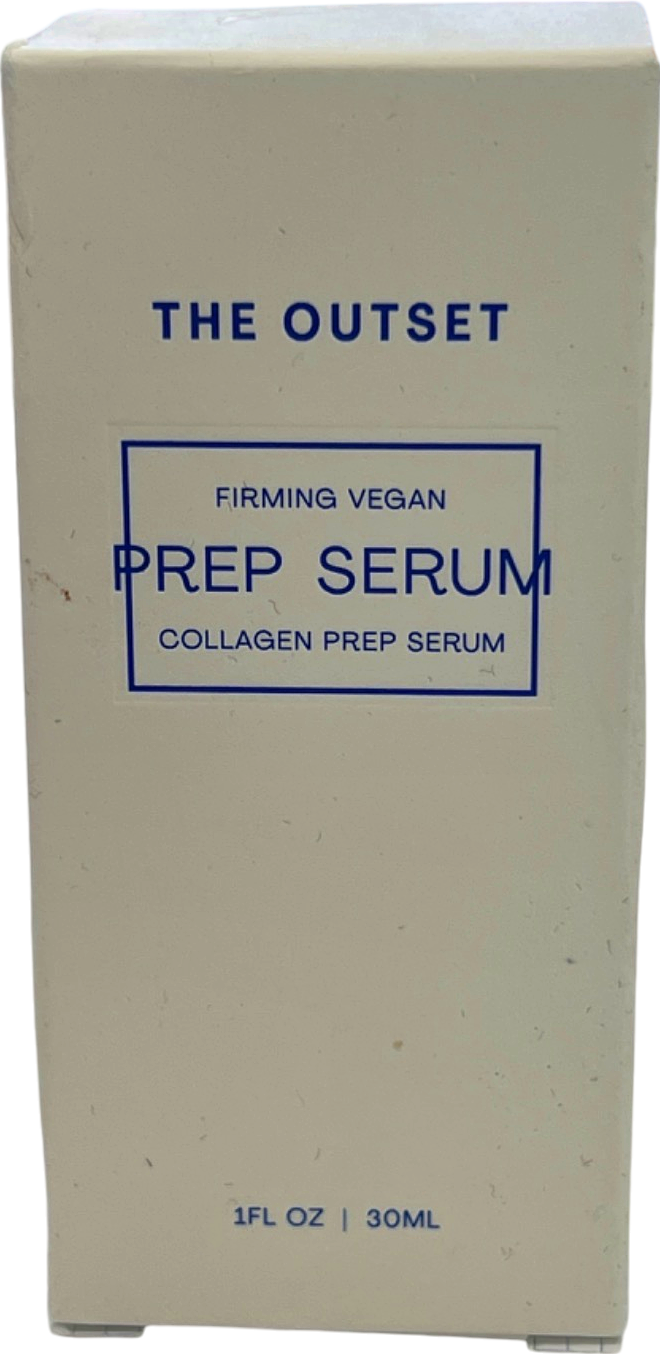 THE OUTSET
FIRMING VEGAN
PREP SERUM
COLLAGEN PREP SERUM
1FL OZ | 30ML